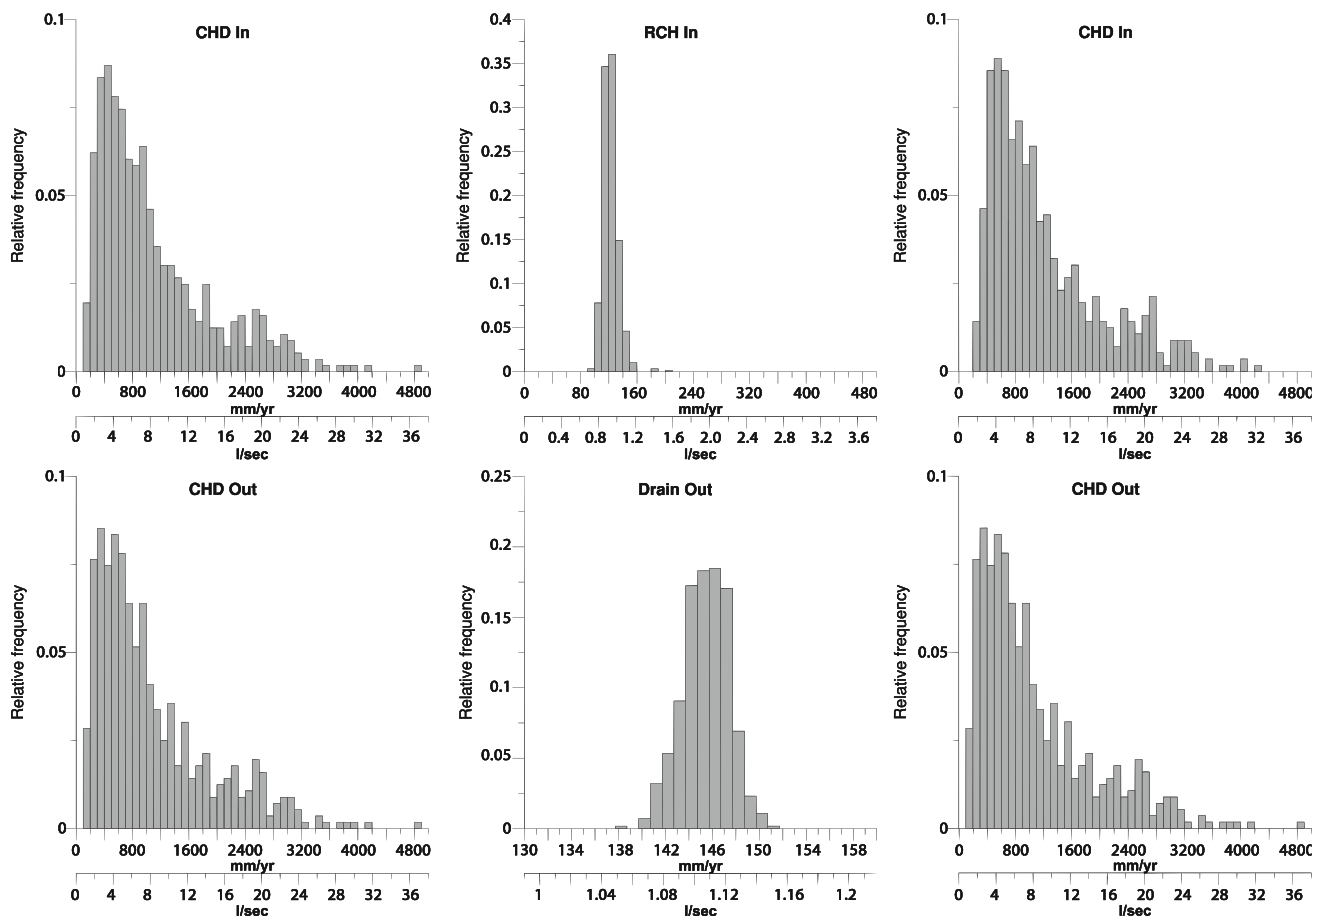 CHD In
0.1
0.05
0
Relative frequency
0 800 1600 2400 3200 4000 4800
mm/yr
0 4 8 12 16 20 24 28 32 36
l/sec
RCH In
0.4
0.35
0.3
0.25
0.2
0.15
0.1
0.05
0
Relative frequency
0 80 160 240 320 400 480
mm/yr
0 0.4 0.8 1.2 1.6 2.0 2.4 2.8 3.2 3.6
l/sec
CHD In
0.1
0.05
0
Relative frequency
0 800 1600 2400 3200 4000 4800
mm/yr
0 4 8 12 16 20 24 28 32 36
l/sec
CHD Out
0.1
0.05
0
Relative frequency
0 800 1600 2400 3200 4000 4800
mm/yr
0 4 8 12 16 20 24 28 32 36
l/sec
Drain Out
0.25
0.2
0.15
0.1
0.05
0
Relative frequency
130 134 138 142 146 150 154 158
mm/yr
1 1.04 1.08 1.12 1.16 1.2
l/sec
CHD Out
0.1
0.05
0
Relative frequency
0 800 1600 2400 3200 4000 4800
mm/yr
0 4 8 12 16 20 24 28 32 36
l/sec